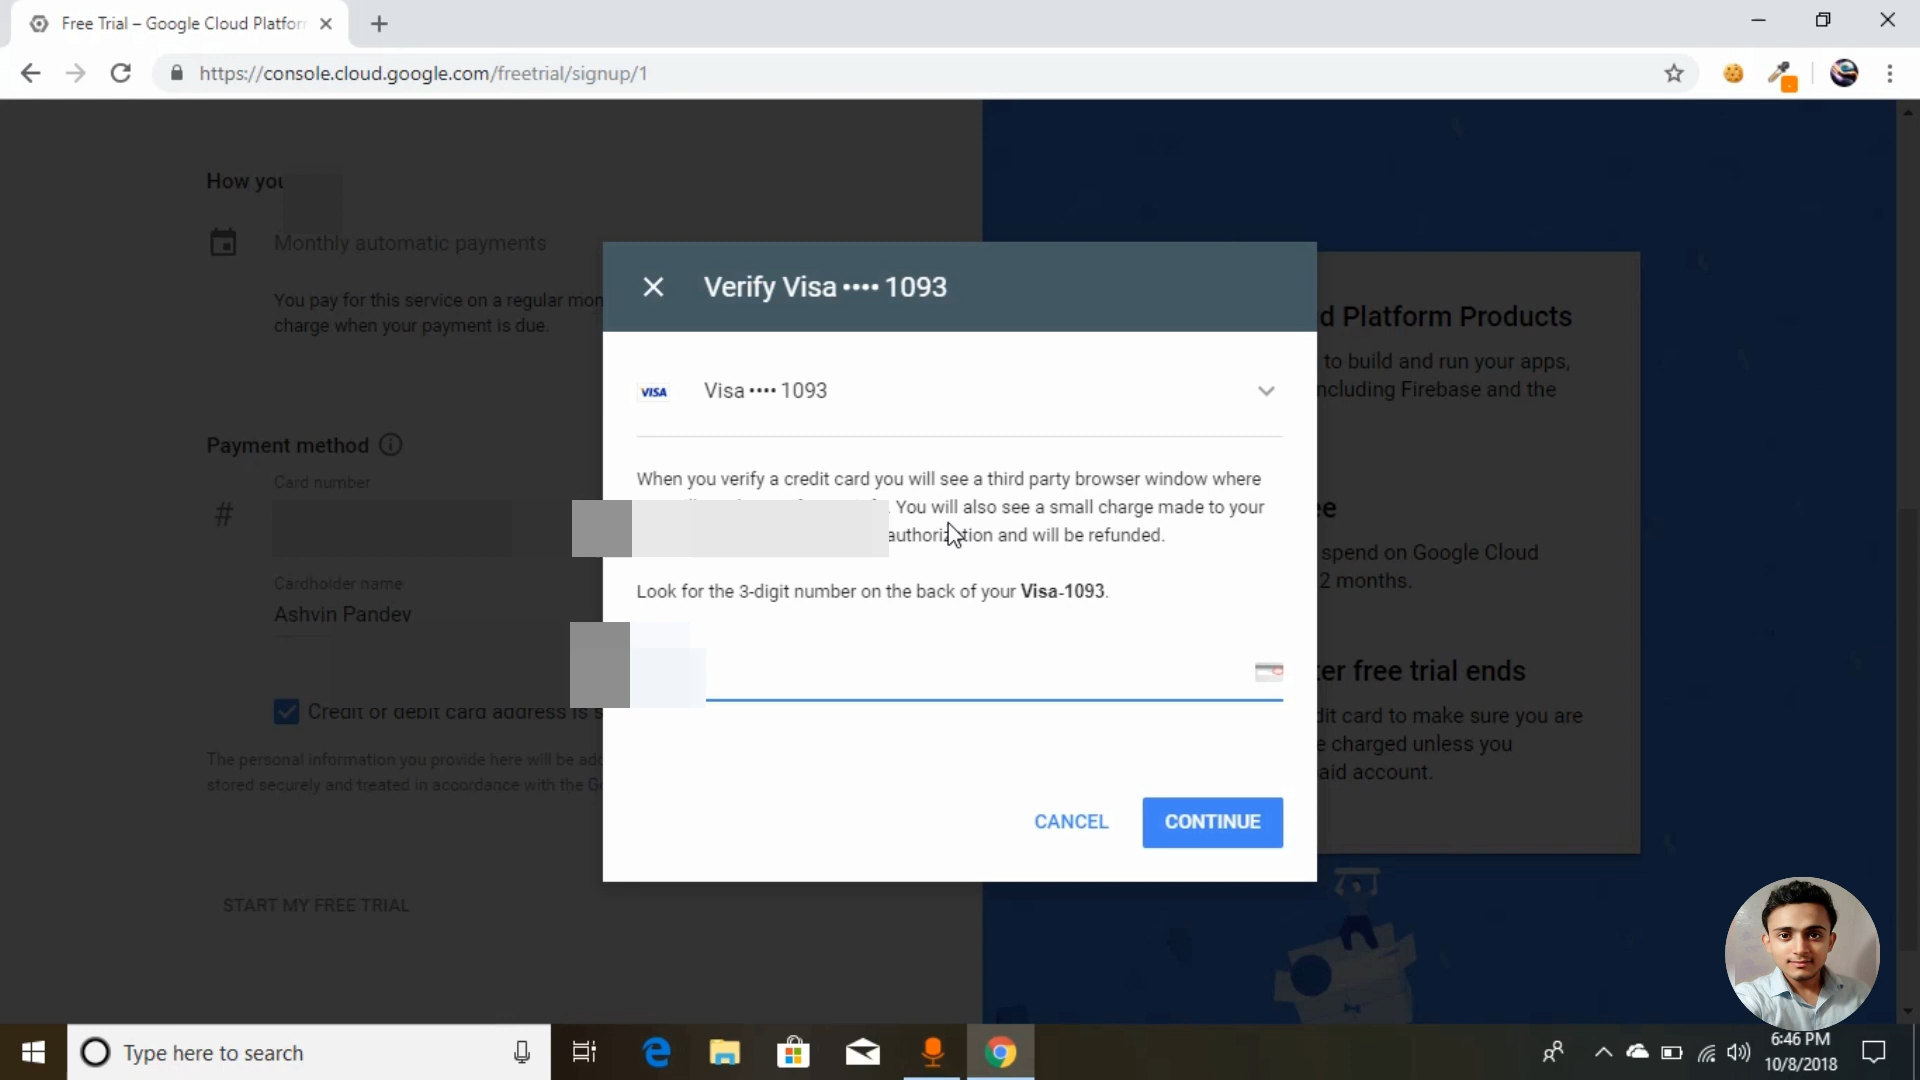 Free Trial – Google Cloud Platfor
https://console.cloud.google.com/freetrial/signup/1
How you
Monthly automatic payments
You pay for this service on a regular mon
charge when your payment is due.
Payment method
Card number
#
Cardholder name
Ashvin Pandey
Credit or debit card address is s
The personal information you provide here will be add
stored securely and treated in accordance with the G
START MY FREE TRIAL
Verify Visa •••• 1093
VISA
Visa •••• 1093
When you verify a credit card you will see a third party browser window where
You will also see a small charge made to your
authorization and will be refunded.
Look for the 3-digit number on the back of your Visa-1093.
CANCEL
CONTINUE
d Platform Products
to build and run your apps,
ncluding Firebase and the
ee
spend on Google Cloud
2 months.
er free trial ends
dit card to make sure you are
e charged unless you
aid account.
Type here to search
6:46 PM
10/8/2018